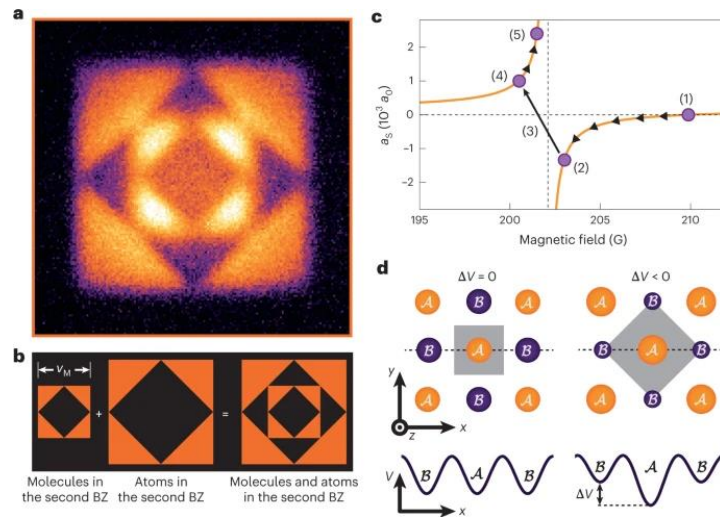 a
b
v_M
+
=
Molecules in
the second BZ
Atoms in
the second BZ
Molecules and atoms
in the second BZ
c
a_s (10³ a_0)
2
1
0
−1
−2
195
200
205
210
Magnetic field (G)
(1)
(2)
(3)
(4)
(5)
d
ΔV = 0
ΔV < 0
A B A
B A B
A B A
A B A
B A B
A B A
y
z
x
V
x
B A B
B A B
ΔV